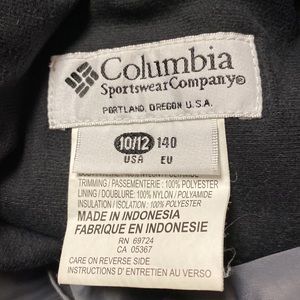 Columbia
Sportswear Company®
PORTLAND, OREGON U.S.A.
10/12 140
USA EU
TRIMMING / PASSEMENTERIE : 100% POLYESTER
LINING / DOUBLURE: 100% NYLON / POLYAMIDE
INSULATION / ISOLATION : 100% POLYESTER
MADE IN INDONESIA
FABRIQUE EN INDONESIE
RN 69724
CA 05367
CARE ON REVERSE SIDE
INSTRUCTIONS D' ENTRETIEN AU VERSO